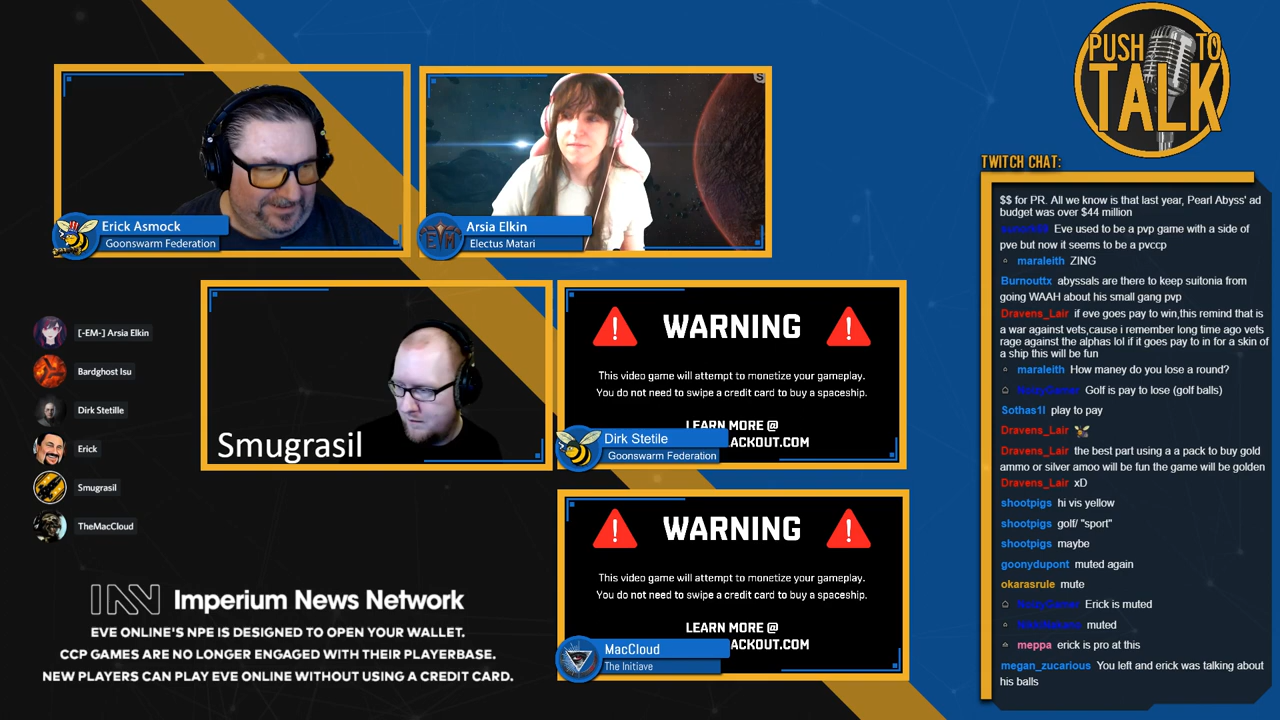 PUSH TO
TALK
TWITCH CHAT:
Erick Asmock
Goonswarm Federation
Arsia Elkin
Electus Matari
Smugrasil
WARNING
This video game will attempt to monetize your gameplay.
You do not need to swipe a credit card to buy a spaceship.
LEARN MORE @
ACKOUT.COM
Dirk Stetile
Goonswarm Federation
WARNING
This video game will attempt to monetize your gameplay.
You do not need to swipe a credit card to buy a spaceship.
LEARN MORE @
ACKOUT.COM
MacCloud
The Initiave
[-EM-] Arsia Elkin
Bardghost Isu
Dirk Stetille
Erick
Smugrasil
TheMacCloud
Imperium News Network
EVE ONLINE'S NPE IS DESIGNED TO OPEN YOUR WALLET.
CCP GAMES ARE NO LONGER ENGAGED WITH THEIR PLAYERBASE.
NEW PLAYERS CAN PLAY EVE ONLINE WITHOUT USING A CREDIT CARD.
$$ for PR. All we know is that last year, Pearl Abyss' ad
budget was over $44 million
Eve used to be a pvp game with a side of
pve but now it seems to be a pvccp
maraleith ZING
Burnouttx abyssals are there to keep suitonia from
going WAAH about his small gang pvp
Dravens_Lair if eve goes pay to win,this remind that is
a war against vets,cause i remember long time ago vets
rage against the alphas lol if it goes pay to in for a skin of
a ship this will be fun
maraleith How maney do you lose a round?
Golf is pay to lose (golf balls)
Sothas1l play to pay
Dravens_Lair
Dravens_Lair the best part using a a pack to buy gold
ammo or silver amoo will be fun the game will be golden
Dravens_Lair xD
shootpigs hi vis yellow
shootpigs golf/ "sport"
shootpigs maybe
goonydupont muted again
okarasrule mute
Erick is muted
muted
meppa erick is pro at this
megan_zucarious You left and erick was talking about
his balls